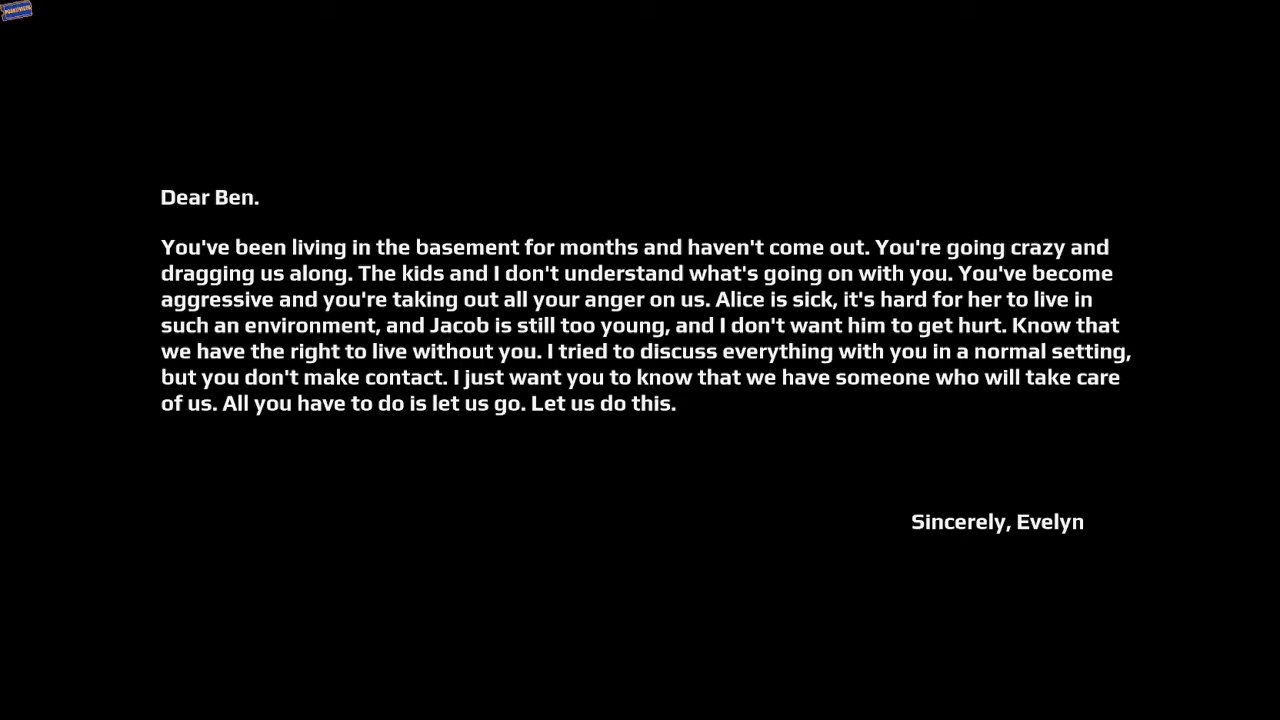 Dear Ben.
You've been living in the basement for months and haven't come out. You're going crazy and
dragging us along. The kids and I don't understand what's going on with you. You've become
aggressive and you're taking out all your anger on us. Alice is sick, it's hard for her to live in
such an environment, and Jacob is still too young, and I don't want him to get hurt. Know that
we have the right to live without you. I tried to discuss everything with you in a normal setting,
but you don't make contact. I just want you to know that we have someone who will take care
of us. All you have to do is let us go. Let us do this.
Sincerely, Evelyn